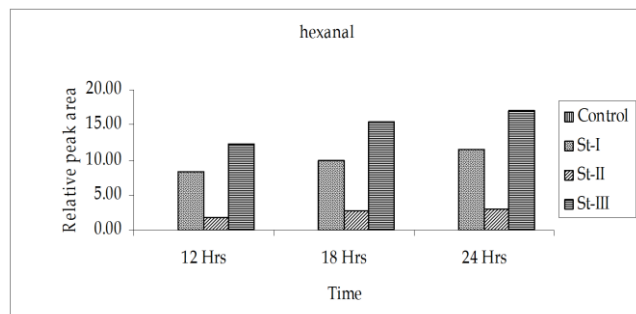 hexanal
Relative peak area
20.00
15.00
10.00
5.00
0.00
12 Hrs
18 Hrs
24 Hrs
Time
Control
St-I
St-II
St-III